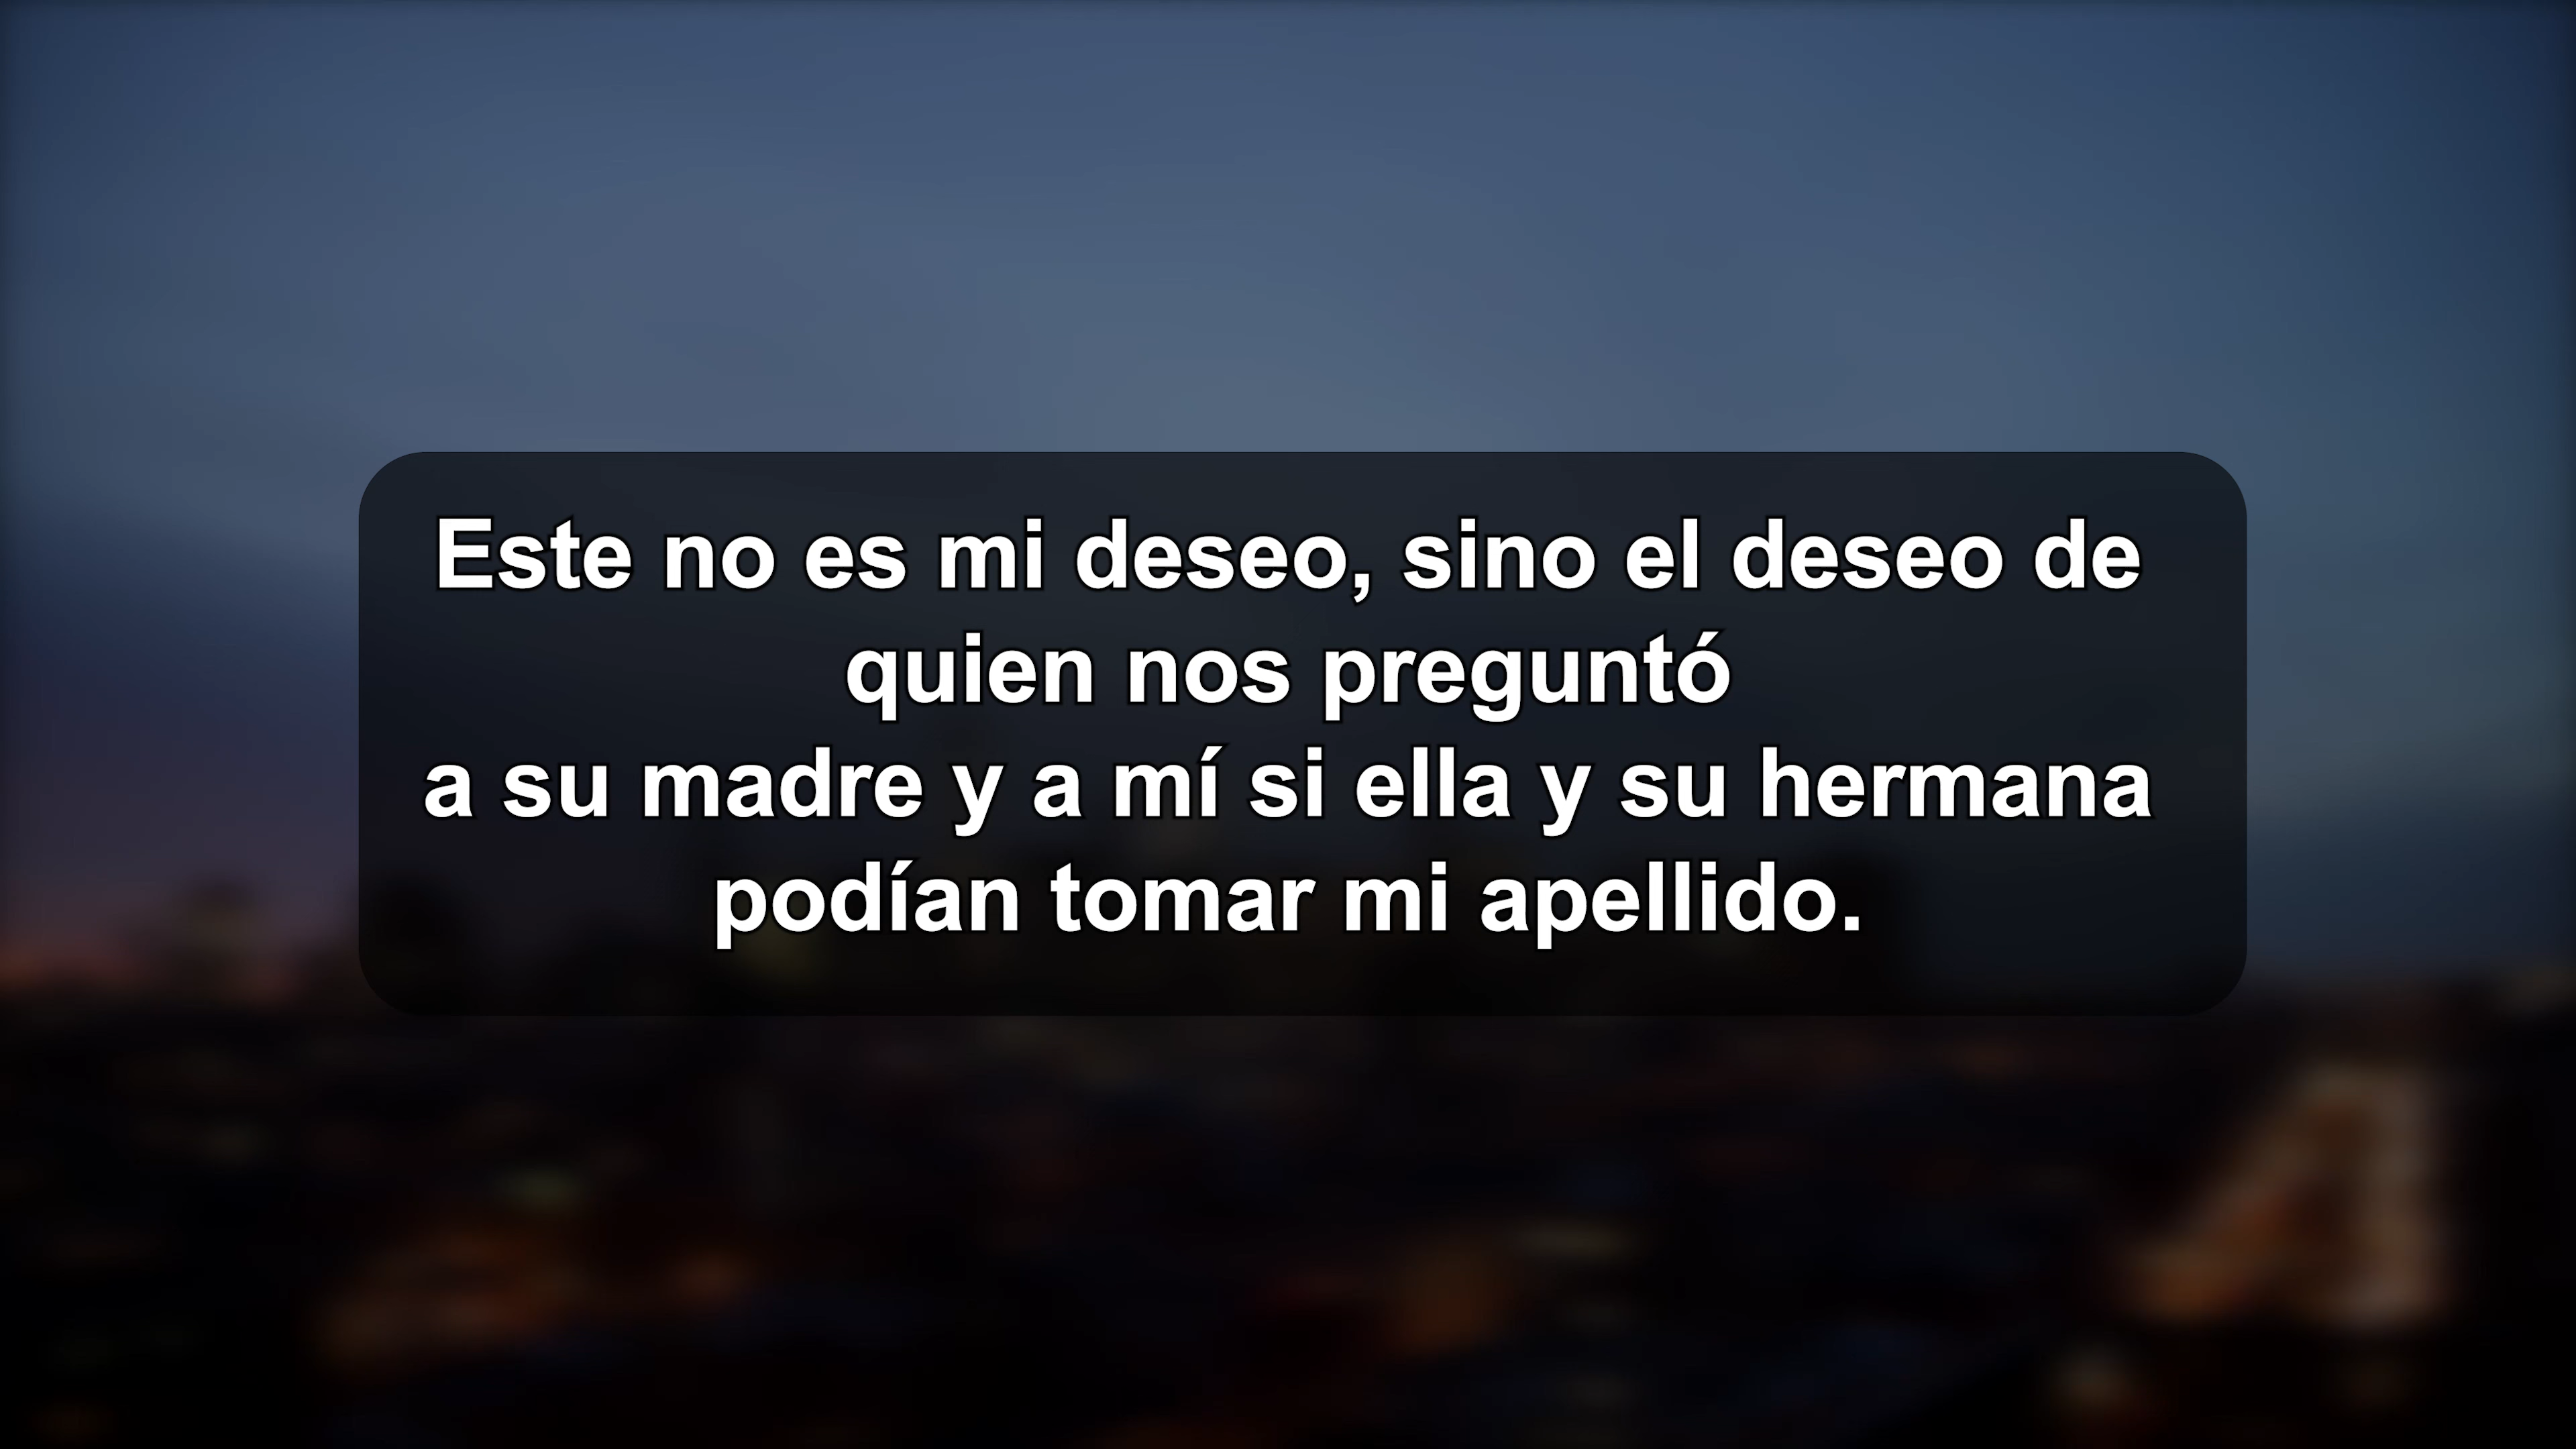 Este no es mi deseo, sino el deseo de
quien nos preguntó
a su madre y a mí si ella y su hermana
podían tomar mi apellido.